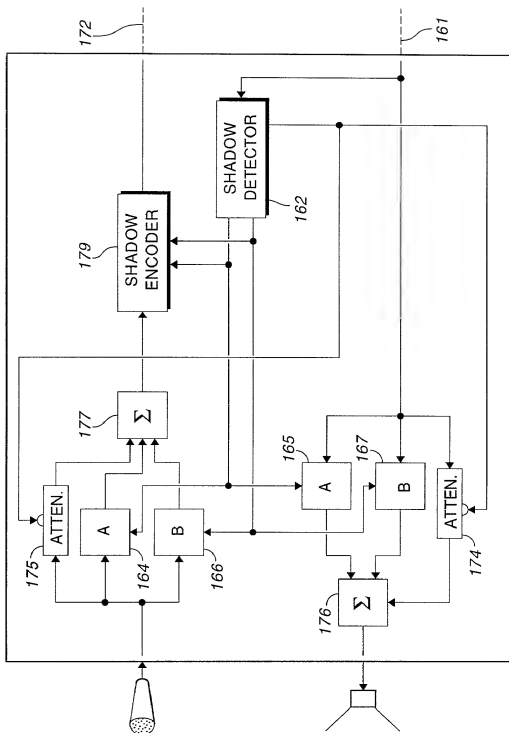 172
161
SHADOW
DETECTOR
162
179
SHADOW
ENCODER
177
Σ
165
A
167
B
175
ATTEN.
A
164
B
166
ATTEN.
174
176
Σ